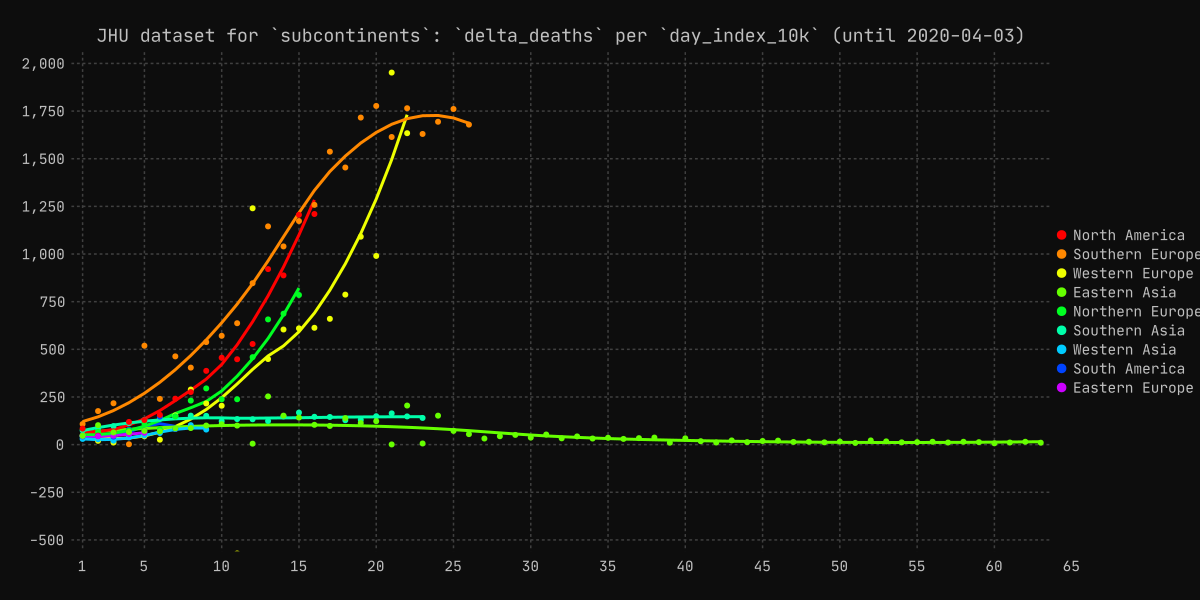 JHU dataset for `subcontinents`: `delta_deaths` per `day_index_10k` (until 2020-04-03)
2,000
1,750
1,500
1,250
1,000
750
500
250
0
-250
-500
1 5 10 15 20 25 30 35 40 45 50 55 60 65
North America
Southern Europe
Western Europe
Eastern Asia
Northern Europe
Southern Asia
Western Asia
South America
Eastern Europe